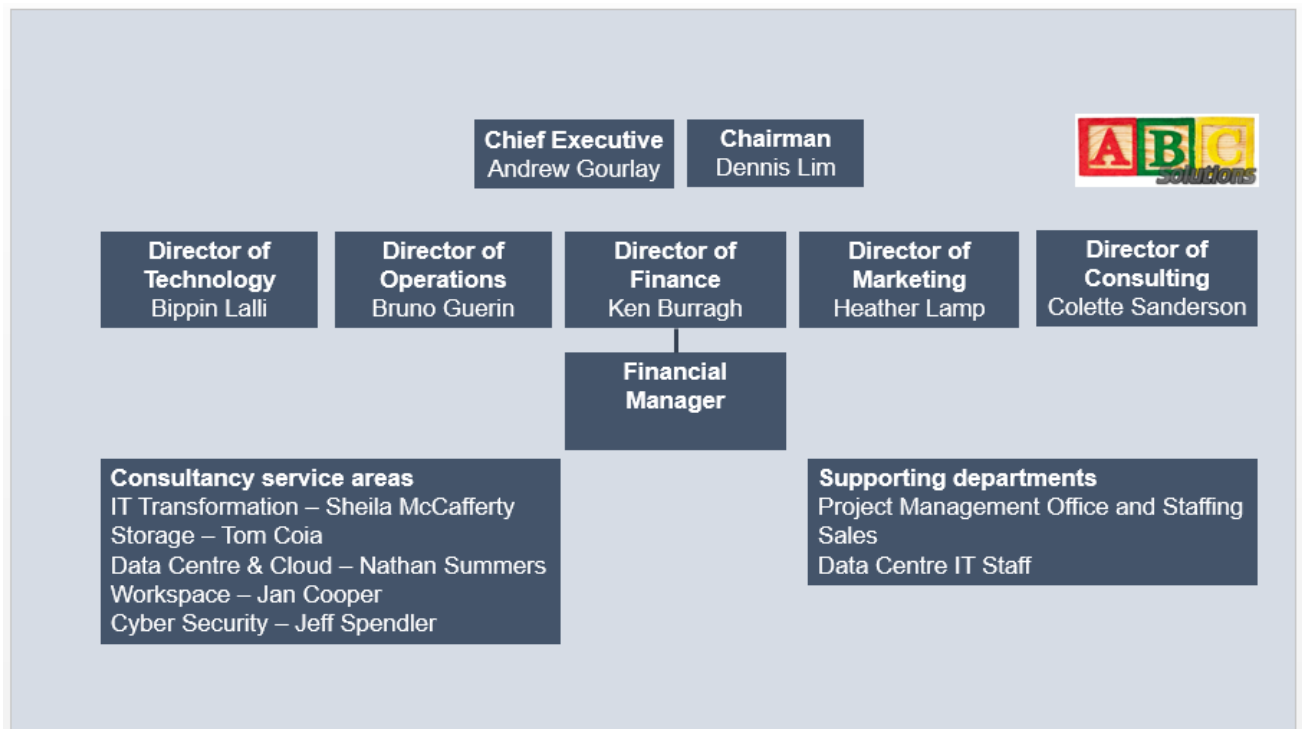 Chief Executive
Andrew Gourlay
Chairman
Dennis Lim
A B C
solutions
Director of
Technology
Bippin Lalli
Director of
Operations
Bruno Guerin
Director of
Finance
Ken Burragh
Director of
Marketing
Heather Lamp
Director of
Consulting
Colette Sanderson
Financial
Manager
Consultancy service areas
IT Transformation – Sheila McCafferty
Storage – Tom Coia
Data Centre & Cloud – Nathan Summers
Workspace – Jan Cooper
Cyber Security – Jeff Spendler
Supporting departments
Project Management Office and Staffing
Sales
Data Centre IT Staff